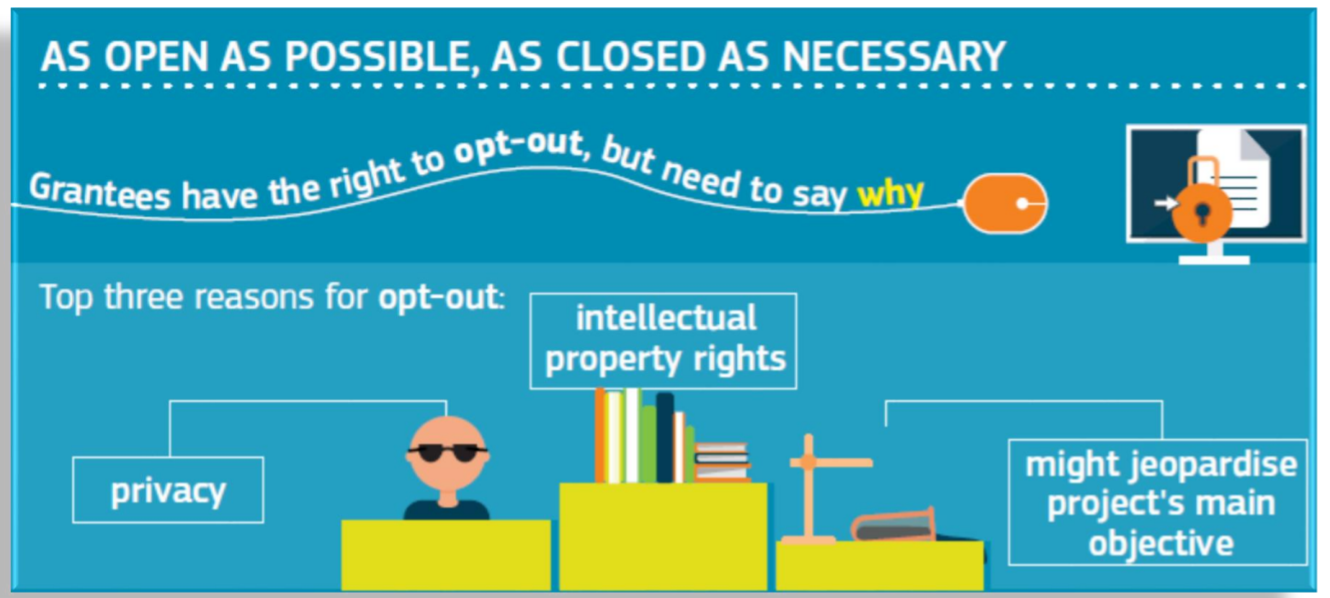 AS OPEN AS POSSIBLE, AS CLOSED AS NECESSARY
Grantees have the right to opt-out, but need to say why
Top three reasons for opt-out:
intellectual
property rights
privacy
might jeopardise
project's main
objective